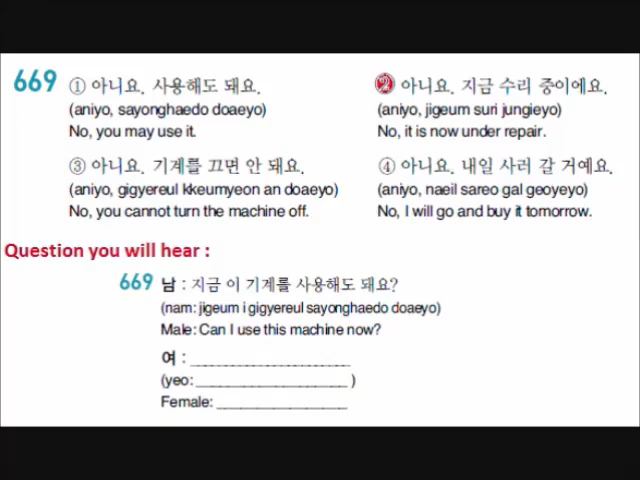 669 ① 아니요. 사용해도 돼요. ② 아니요. 지금 수리 중이에요.
(aniyo, sayonghaedo doaeyo) (aniyo, jigeum suri jungieyo)
No, you may use it. No, it is now under repair.
③ 아니요. 기계를 끄면 안 돼요. ④ 아니요. 내일 사러 갈 거예요.
(aniyo, gigyereul kkeumyeon an doaeyo) (aniyo, naeil sareo gal geoyeyo)
No, you cannot turn the machine off. No, I will go and buy it tomorrow.
Question you will hear :
669 남 : 지금 이 기계를 사용해도 돼요?
(nam: jigeum i gigyereul sayonghaedo doaeyo)
Male: Can I use this machine now?
여 : ____________________
(yeo: ____________________ )
Female: _________________